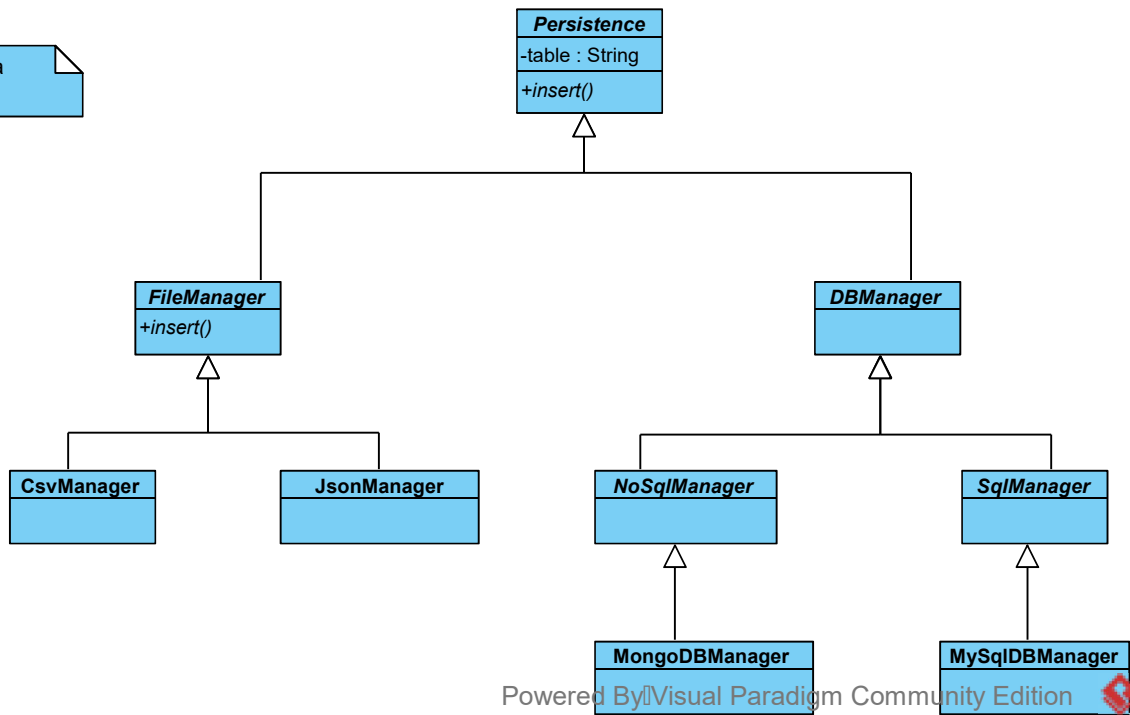 Persistence
-table : String
+insert()
a
FileManager
+insert()
DBManager
CsvManager
JsonManager
NoSqlManager
SqlManager
MongoDBManager
MySqlDBManager
Powered By Visual Paradigm Community Edition